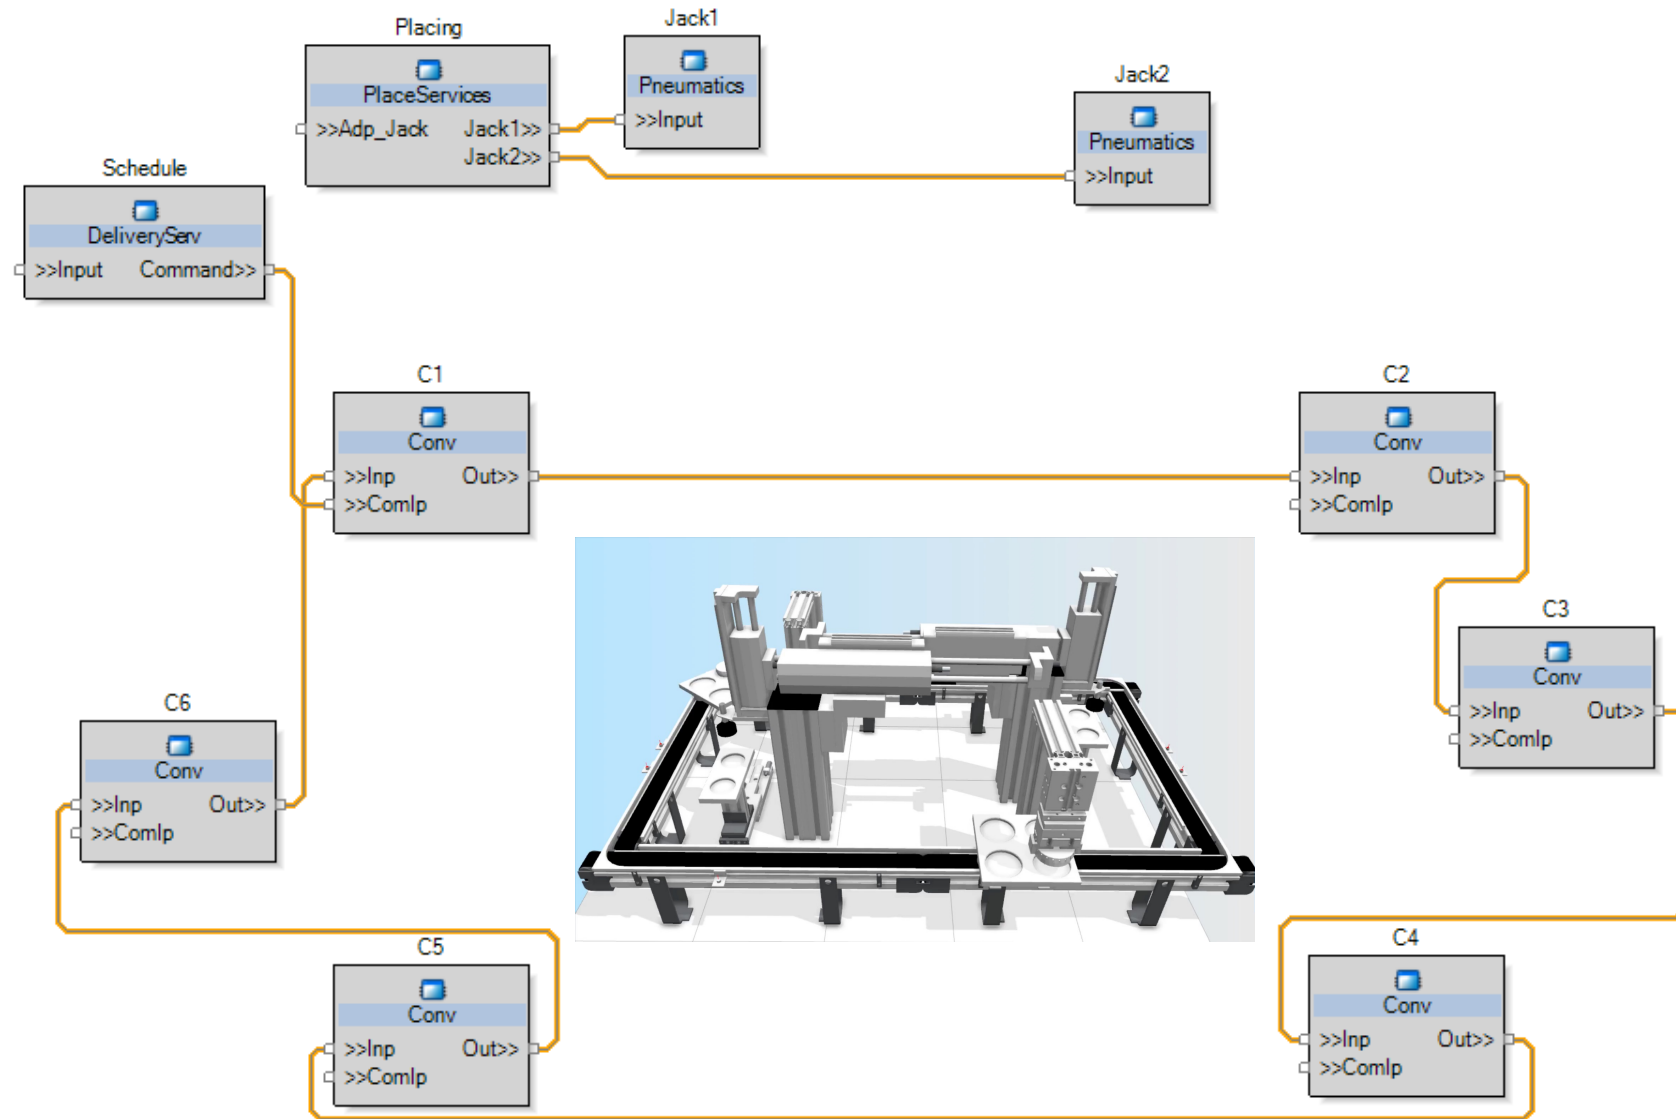 Placing
PlaceServices
>>Adp_Jack Jack1>>
Jack2>>
Jack1
Pneumatics
>>Input
Jack2
Pneumatics
>>Input
Schedule
DeliveryServ
>>Input Command>>
C1
Conv
>>Inp Out>>
>>ComIp
C2
Conv
>>Inp Out>>
>>ComIp
C3
Conv
>>Inp Out>>
>>ComIp
C6
Conv
>>Inp Out>>
>>ComIp
C5
Conv
>>Inp Out>>
>>ComIp
C4
Conv
>>Inp Out>>
>>ComIp